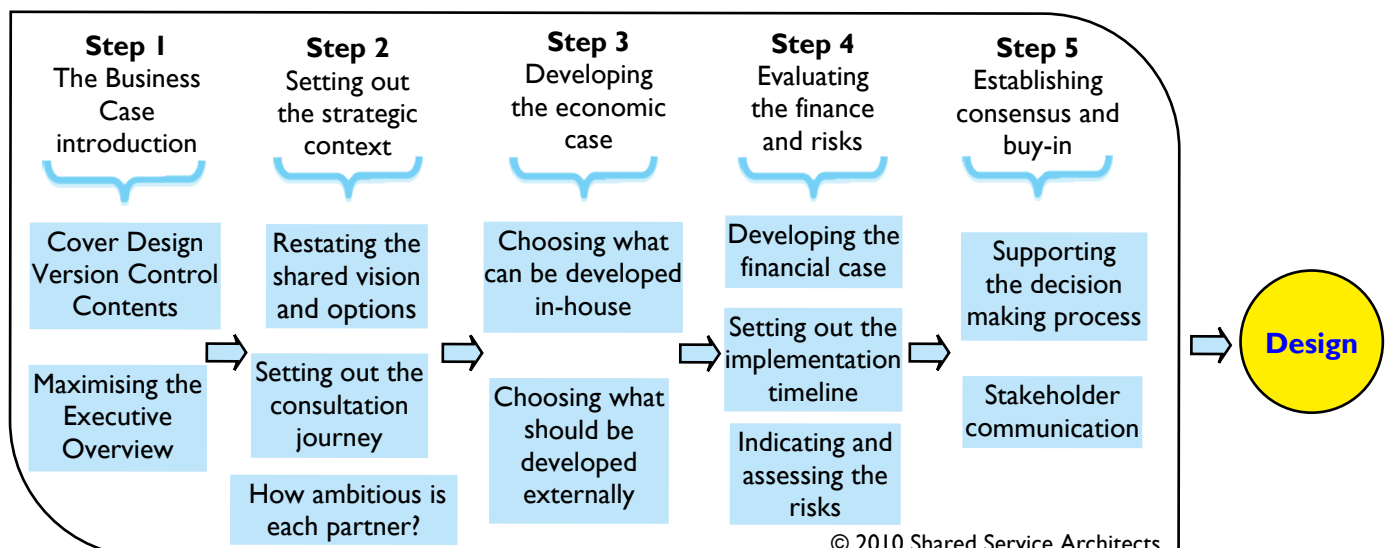 Step 1
The Business
Case
introduction
Cover Design
Version Control
Contents
Maximising the
Executive
Overview
Step 2
Setting out
the strategic
context
Restating the
shared vision
and options
Setting out the
consultation
journey
How ambitious is
each partner?
Step 3
Developing
the economic
case
Choosing what
can be developed
in-house
Choosing what
should be
developed
externally
Step 4
Evaluating
the finance
and risks
Developing the
financial case
Setting out the
implementation
timeline
Indicating and
assessing the
risks
Step 5
Establishing
consensus and
buy-in
Supporting
the decision
making process
Stakeholder
communication
Design
© 2010 Shared Service Architects